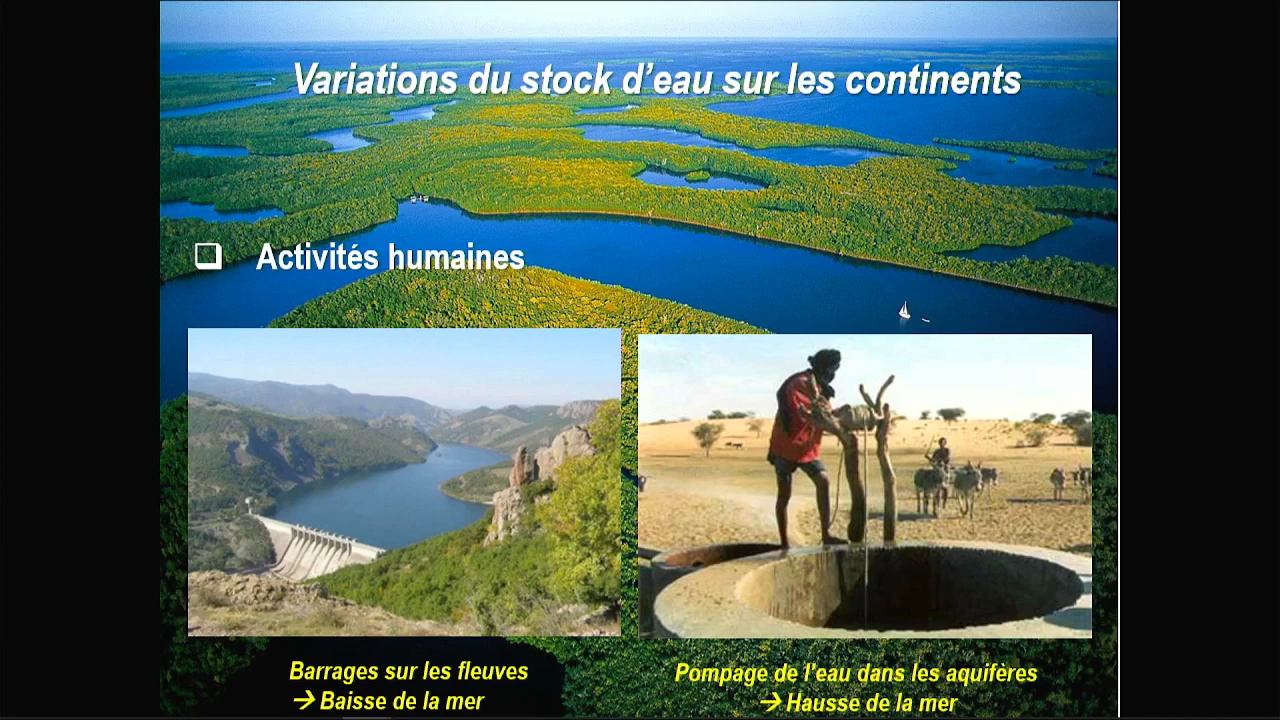 Variations du stock d’eau sur les continents
❑ Activités humaines
Barrages sur les fleuves
→ Baisse de la mer
Pompage de l’eau dans les aquifères
→ Hausse de la mer